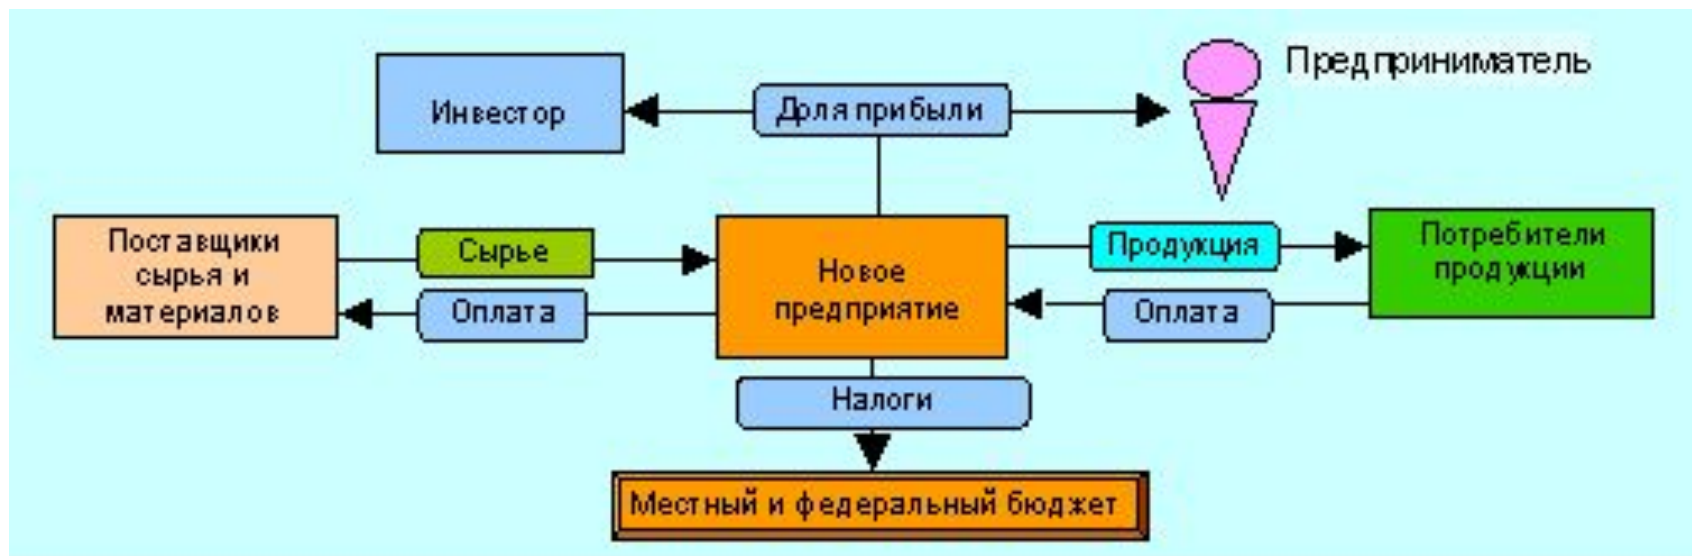 Предприниматель
Инвестор
Доля прибыли
Поставщики
сырья и
материалов
Сырье
Оплата
Новое
предприятие
Продукция
Оплата
Потребители
продукции
Налоги
Местный и федеральный бюджет